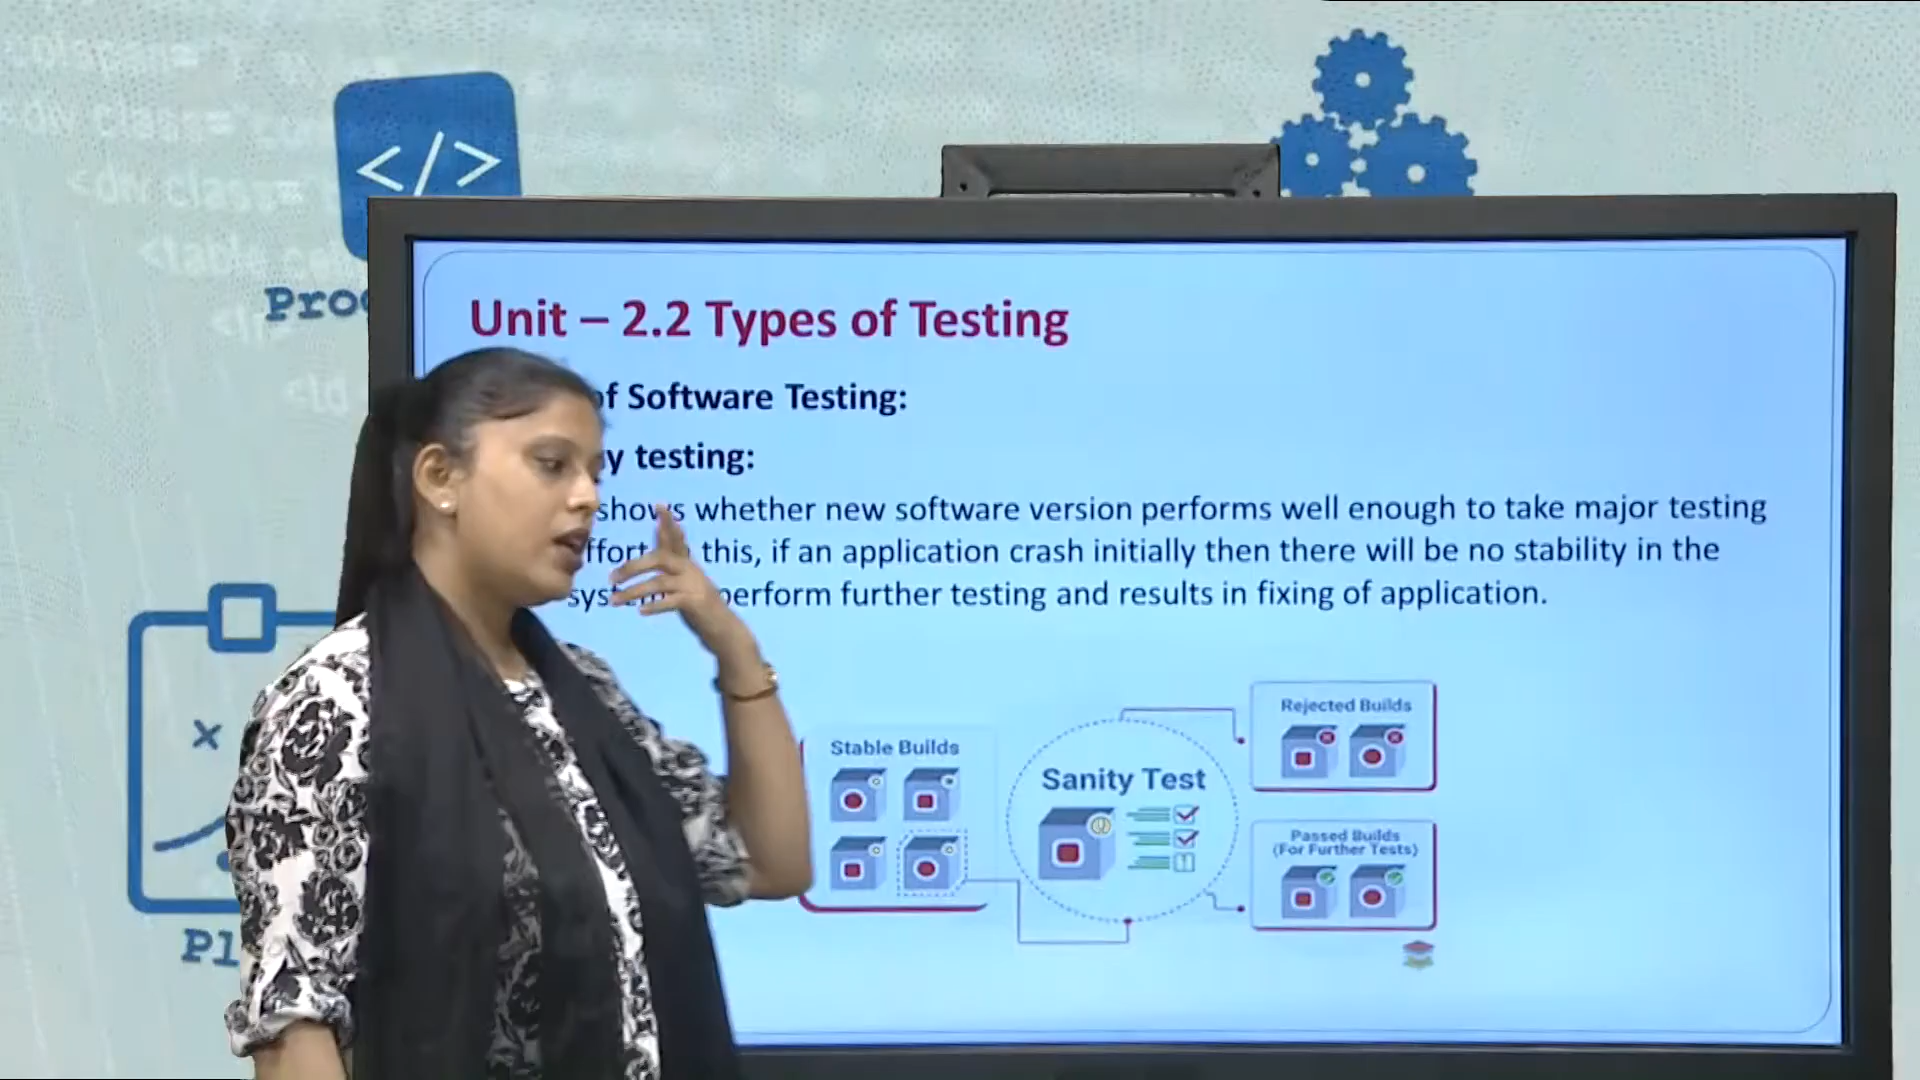 </>
Unit – 2.2 Types of Testing
of Software Testing:
testing:
shows whether new software version performs well enough to take major testing
this, if an application crash initially then there will be no stability in the
perform further testing and results in fixing of application.
Stable Builds
Sanity Test
Rejected Builds
Passed Builds
(For Further Tests)
<div class=
x